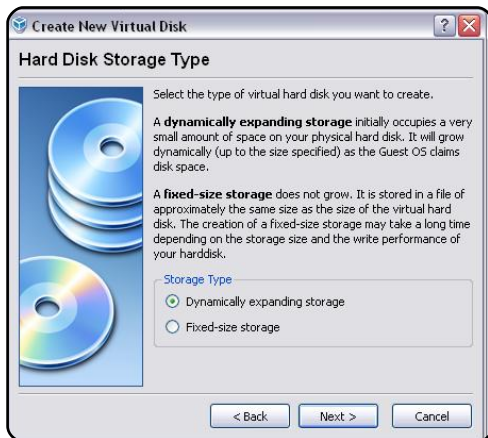 Create New Virtual Disk
Hard Disk Storage Type
Select the type of virtual hard disk you want to create.
A dynamically expanding storage initially occupies a very
small amount of space on your physical hard disk. It will grow
dynamically (up to the size specified) as the Guest OS claims
disk space.
A fixed-size storage does not grow. It is stored in a file of
approximately the same size as the size of the virtual hard
disk. The creation of a fixed-size storage may take a long time
depending on the storage size and the write performance of
your harddisk.
Storage Type
Dynamically expanding storage
Fixed-size storage
< Back
Next >
Cancel